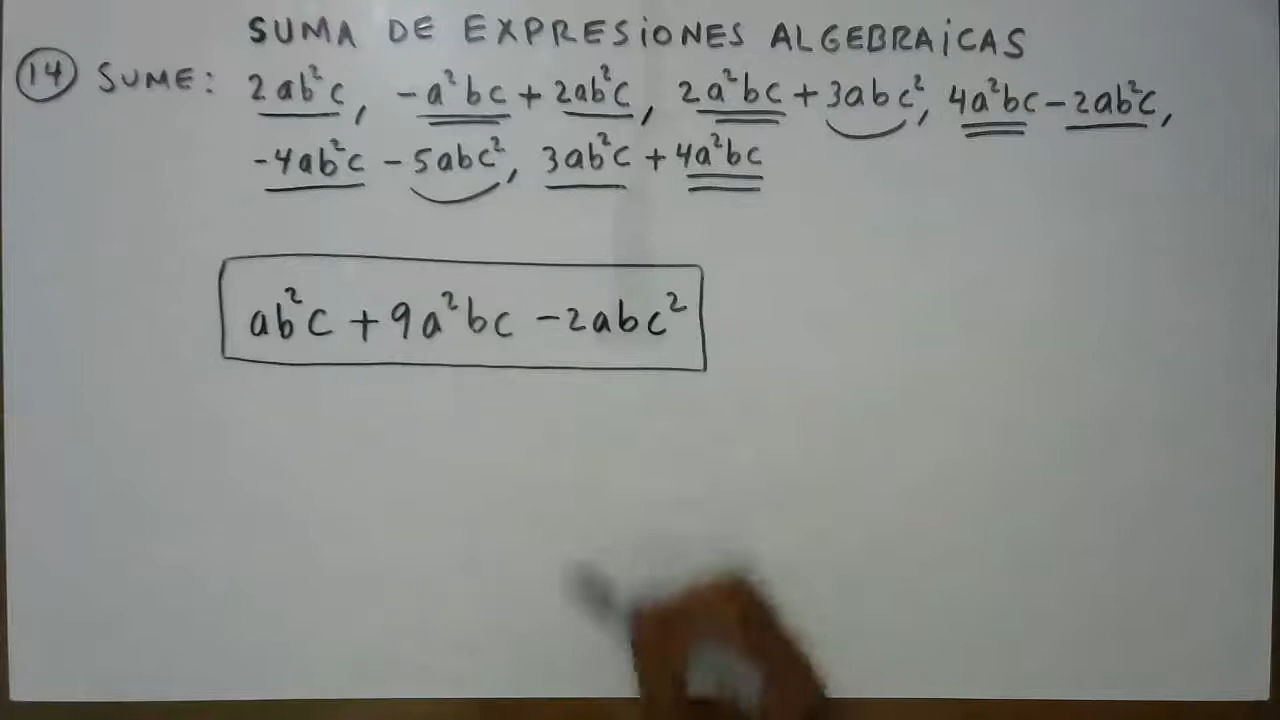 SUMA DE EXPRESiONES ALGEBRAiCAS
14 SUME: 2ab²c, -a²bc + 2ab²c, 2a²bc + 3abc², 4a²bc - 2ab²c,
-4ab²c - 5abc², 3ab²c + 4a²bc
ab²c + 9a²bc - 2abc²